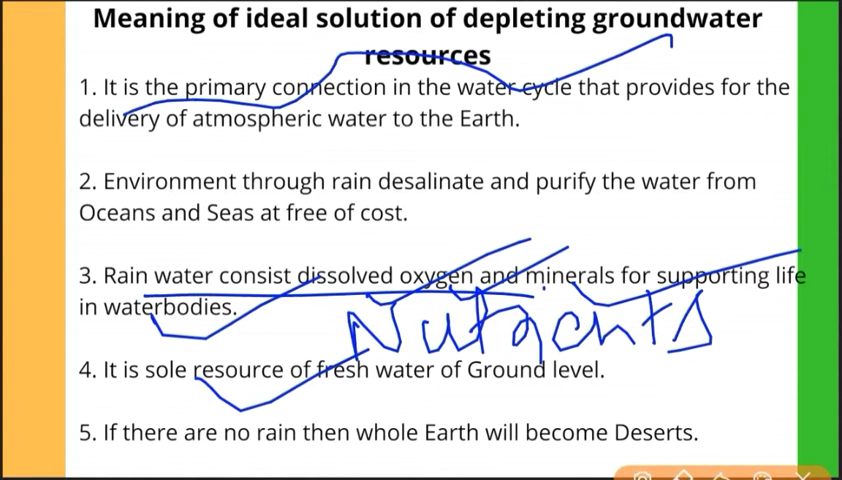 Meaning of ideal solution of depleting groundwater
resources
1. It is the primary connection in the water cycle that provides for the
delivery of atmospheric water to the Earth.
2. Environment through rain desalinate and purify the water from
Oceans and Seas at free of cost.
3. Rain water consist dissolved oxygen and minerals for supporting life
in waterbodies.
Nutrients
4. It is sole resource of fresh water of Ground level.
5. If there are no rain then whole Earth will become Deserts.